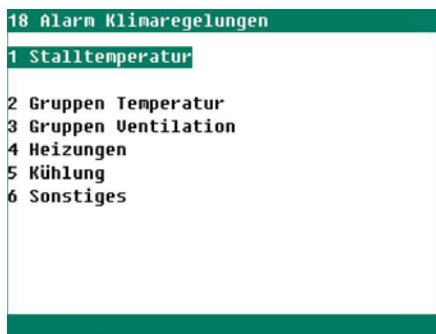 18 Alarm Klimaregelungen
1 Stalltemperatur
2 Gruppen Temperatur
3 Gruppen Ventilation
4 Heizungen
5 Kühlung
6 Sonstiges